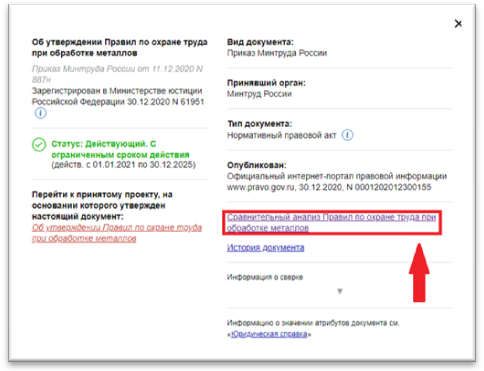 Об утверждении Правил по охране труда
при обработке металлов
Приказ Минтруда России от 11.12.2020 N
887н
Зарегистрирован в Министерстве юстиции
Российской Федерации 30.12.2020 N 61951
Статус: Действующий. С
ограниченным сроком действия
(действ. с 01.01.2021 по 30.12.2025)
Перейти к принятому проекту, на
основании которого утвержден
настоящий документ:
Об утверждении Правил по охране труда
при обработке металлов
Вид документа:
Приказ Минтруда России
Принявший орган:
Минтруд России
Тип документа:
Нормативный правовой акт
Опубликован:
Официальный интернет-портал правовой информации
www.pravo.gov.ru, 30.12.2020, N 0001202012300155
Сравнительный анализ Правил по охране труда при
обработке металлов
История документа
Информация о сверке
Информацию о значении атрибутов документа см.
«Юридическая справка»